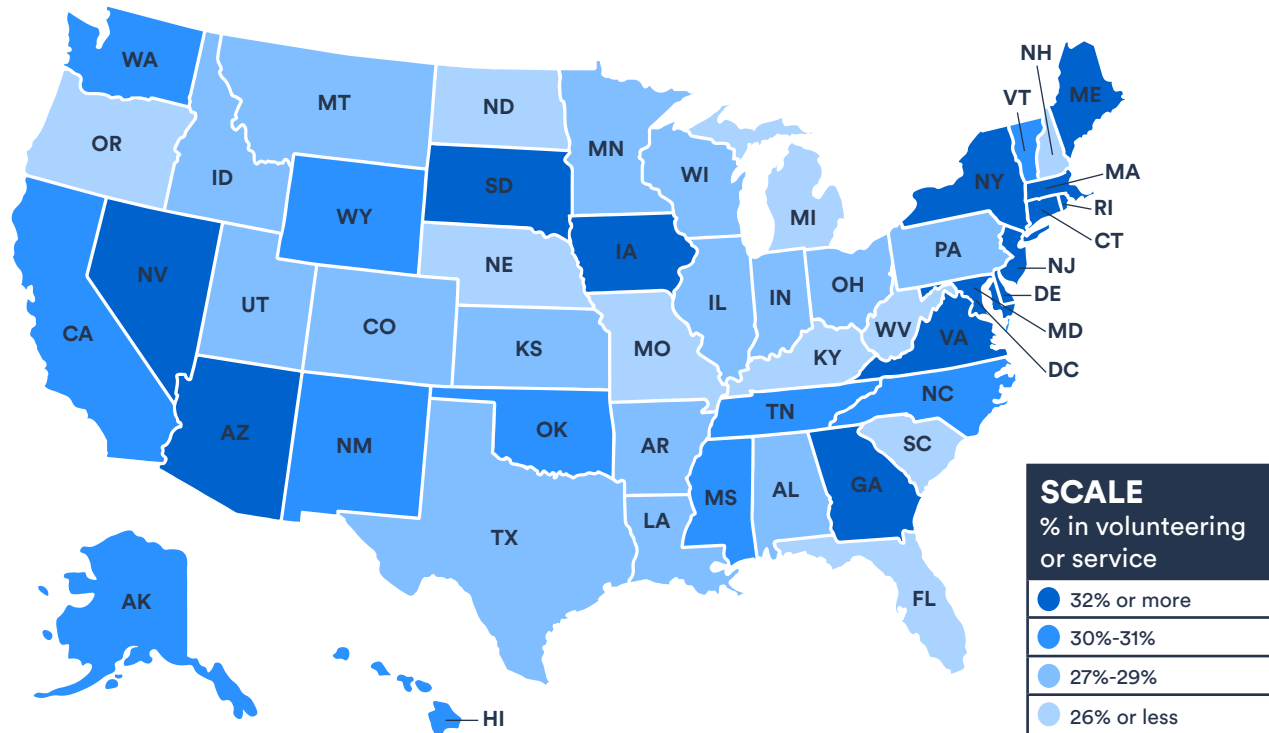 NH
WA
ME
VT
MT
ND
OR
MN
MA
ID
WI
NY
SD
RI
WY
MI
CT
IA
PA
NE
NJ
NV
OH
DE
UT
IL
IN
CO
WV
MD
CA
VA
KS
MO
KY
DC
NC
TN
AZ
OK
NM
AR
SC
MS
AL
GA
LA
TX
FL
AK
HI
SCALE
% in volunteering
or service
32% or more
30%-31%
27%-29%
26% or less